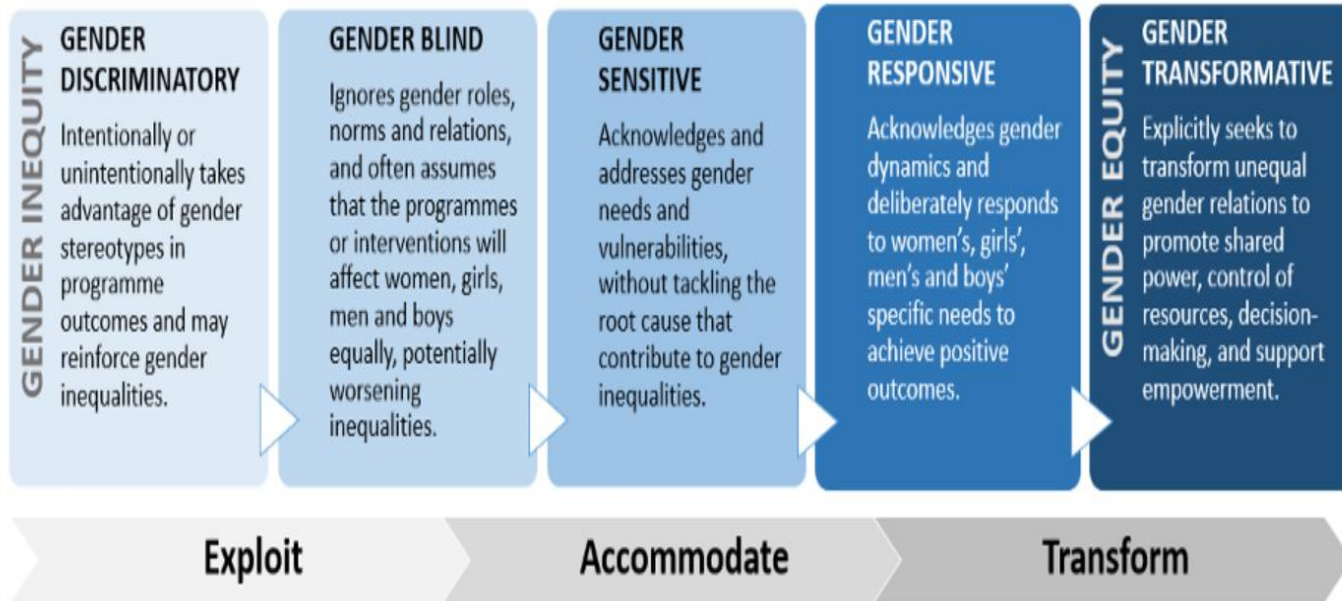 GENDER INEQUITY
GENDER
DISCRIMINATORY
Intentionally or
unintentionally takes
advantage of gender
stereotypes in
programme
outcomes and may
reinforce gender
inequalities.
GENDER BLIND
Ignores gender roles,
norms and relations,
and often assumes
that the programmes
or interventions will
affect women, girls,
men and boys
equally, potentially
worsening
inequalities.
GENDER
SENSITIVE
Acknowledges and
addresses gender
needs and
vulnerabilities,
without tackling the
root cause that
contribute to gender
inequalities.
GENDER
RESPONSIVE
Acknowledges gender
dynamics and
deliberately responds
to women's, girls',
men's and boys'
specific needs to
achieve positive
outcomes.
GENDER EQUITY
GENDER
TRANSFORMATIVE
Explicitly seeks to
transform unequal
gender relations to
promote shared
power, control of
resources, decision-
making, and support
empowerment.
Exploit
Accommodate
Transform